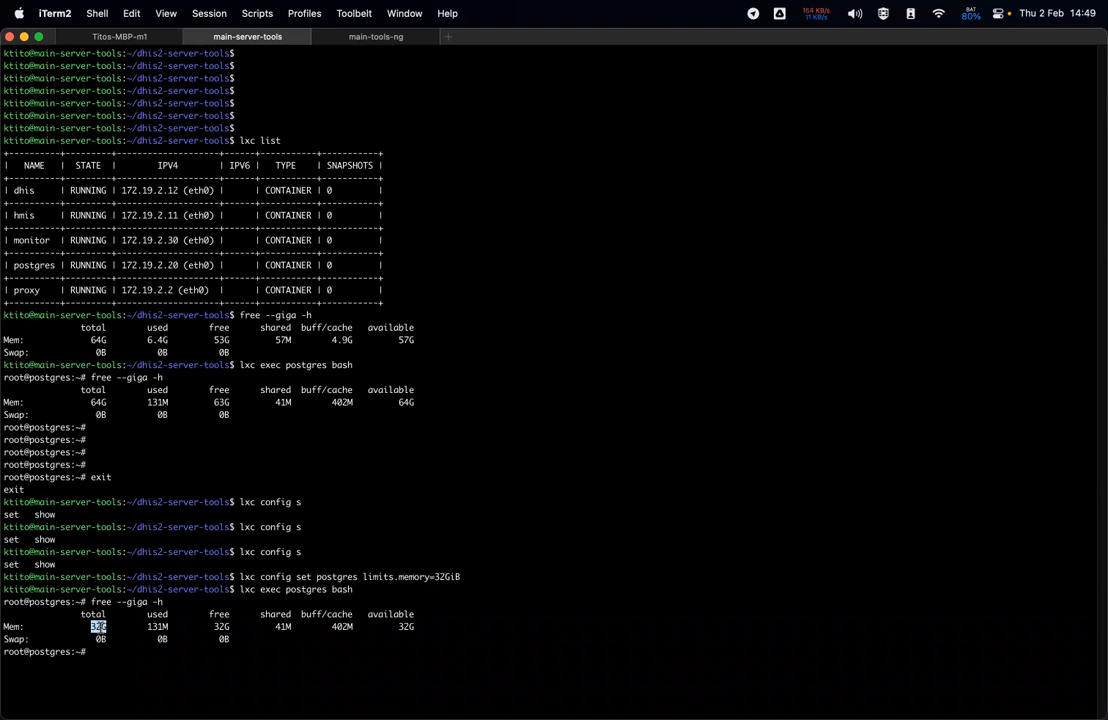 iTerm2 Shell Edit View Session Scripts Profiles Toolbelt Window Help 164 KB/s 11 KB/s BAT 80% Thu 2 Feb 14:49
Titos-MBP-m1 main-server-tools main-tools-ng +
ktito@main-server-tools:~/dhis2-server-tools$
ktito@main-server-tools:~/dhis2-server-tools$
ktito@main-server-tools:~/dhis2-server-tools$
ktito@main-server-tools:~/dhis2-server-tools$
ktito@main-server-tools:~/dhis2-server-tools$
ktito@main-server-tools:~/dhis2-server-tools$
ktito@main-server-tools:~/dhis2-server-tools$
ktito@main-server-tools:~/dhis2-server-tools$ lxc list
+----------+---------+---------------------+------+-----------+-----------+
| NAME | STATE | IPV4 | IPV6 | TYPE | SNAPSHOTS |
+----------+---------+---------------------+------+-----------+-----------+
| dhis | RUNNING | 172.19.2.12 (eth0) | | CONTAINER | 0 |
+----------+---------+---------------------+------+-----------+-----------+
| hmis | RUNNING | 172.19.2.11 (eth0) | | CONTAINER | 0 |
+----------+---------+---------------------+------+-----------+-----------+
| monitor | RUNNING | 172.19.2.30 (eth0) | | CONTAINER | 0 |
+----------+---------+---------------------+------+-----------+-----------+
| postgres | RUNNING | 172.19.2.20 (eth0) | | CONTAINER | 0 |
+----------+---------+---------------------+------+-----------+-----------+
| proxy | RUNNING | 172.19.2.2 (eth0) | | CONTAINER | 0 |
+----------+---------+---------------------+------+-----------+-----------+
ktito@main-server-tools:~/dhis2-server-tools$ free --giga -h
total used free shared buff/cache available
Mem: 64G 6.4G 53G 57M 4.9G 57G
Swap: 0B 0B 0B
ktito@main-server-tools:~/dhis2-server-tools$ lxc exec postgres bash
root@postgres:~# free --giga -h
total used free shared buff/cache available
Mem: 64G 131M 63G 41M 402M 64G
Swap: 0B 0B 0B
root@postgres:~#
root@postgres:~#
root@postgres:~#
root@postgres:~#
root@postgres:~# exit
exit
ktito@main-server-tools:~/dhis2-server-tools$ lxc config s
set show
ktito@main-server-tools:~/dhis2-server-tools$ lxc config s
set show
ktito@main-server-tools:~/dhis2-server-tools$ lxc config s
set show
ktito@main-server-tools:~/dhis2-server-tools$ lxc config set postgres limits.memory=32GiB
ktito@main-server-tools:~/dhis2-server-tools$ lxc exec postgres bash
root@postgres:~# free --giga -h
total used free shared buff/cache available
Mem: 32G 131M 32G 41M 402M 32G
Swap: 0B 0B 0B
root@postgres:~#